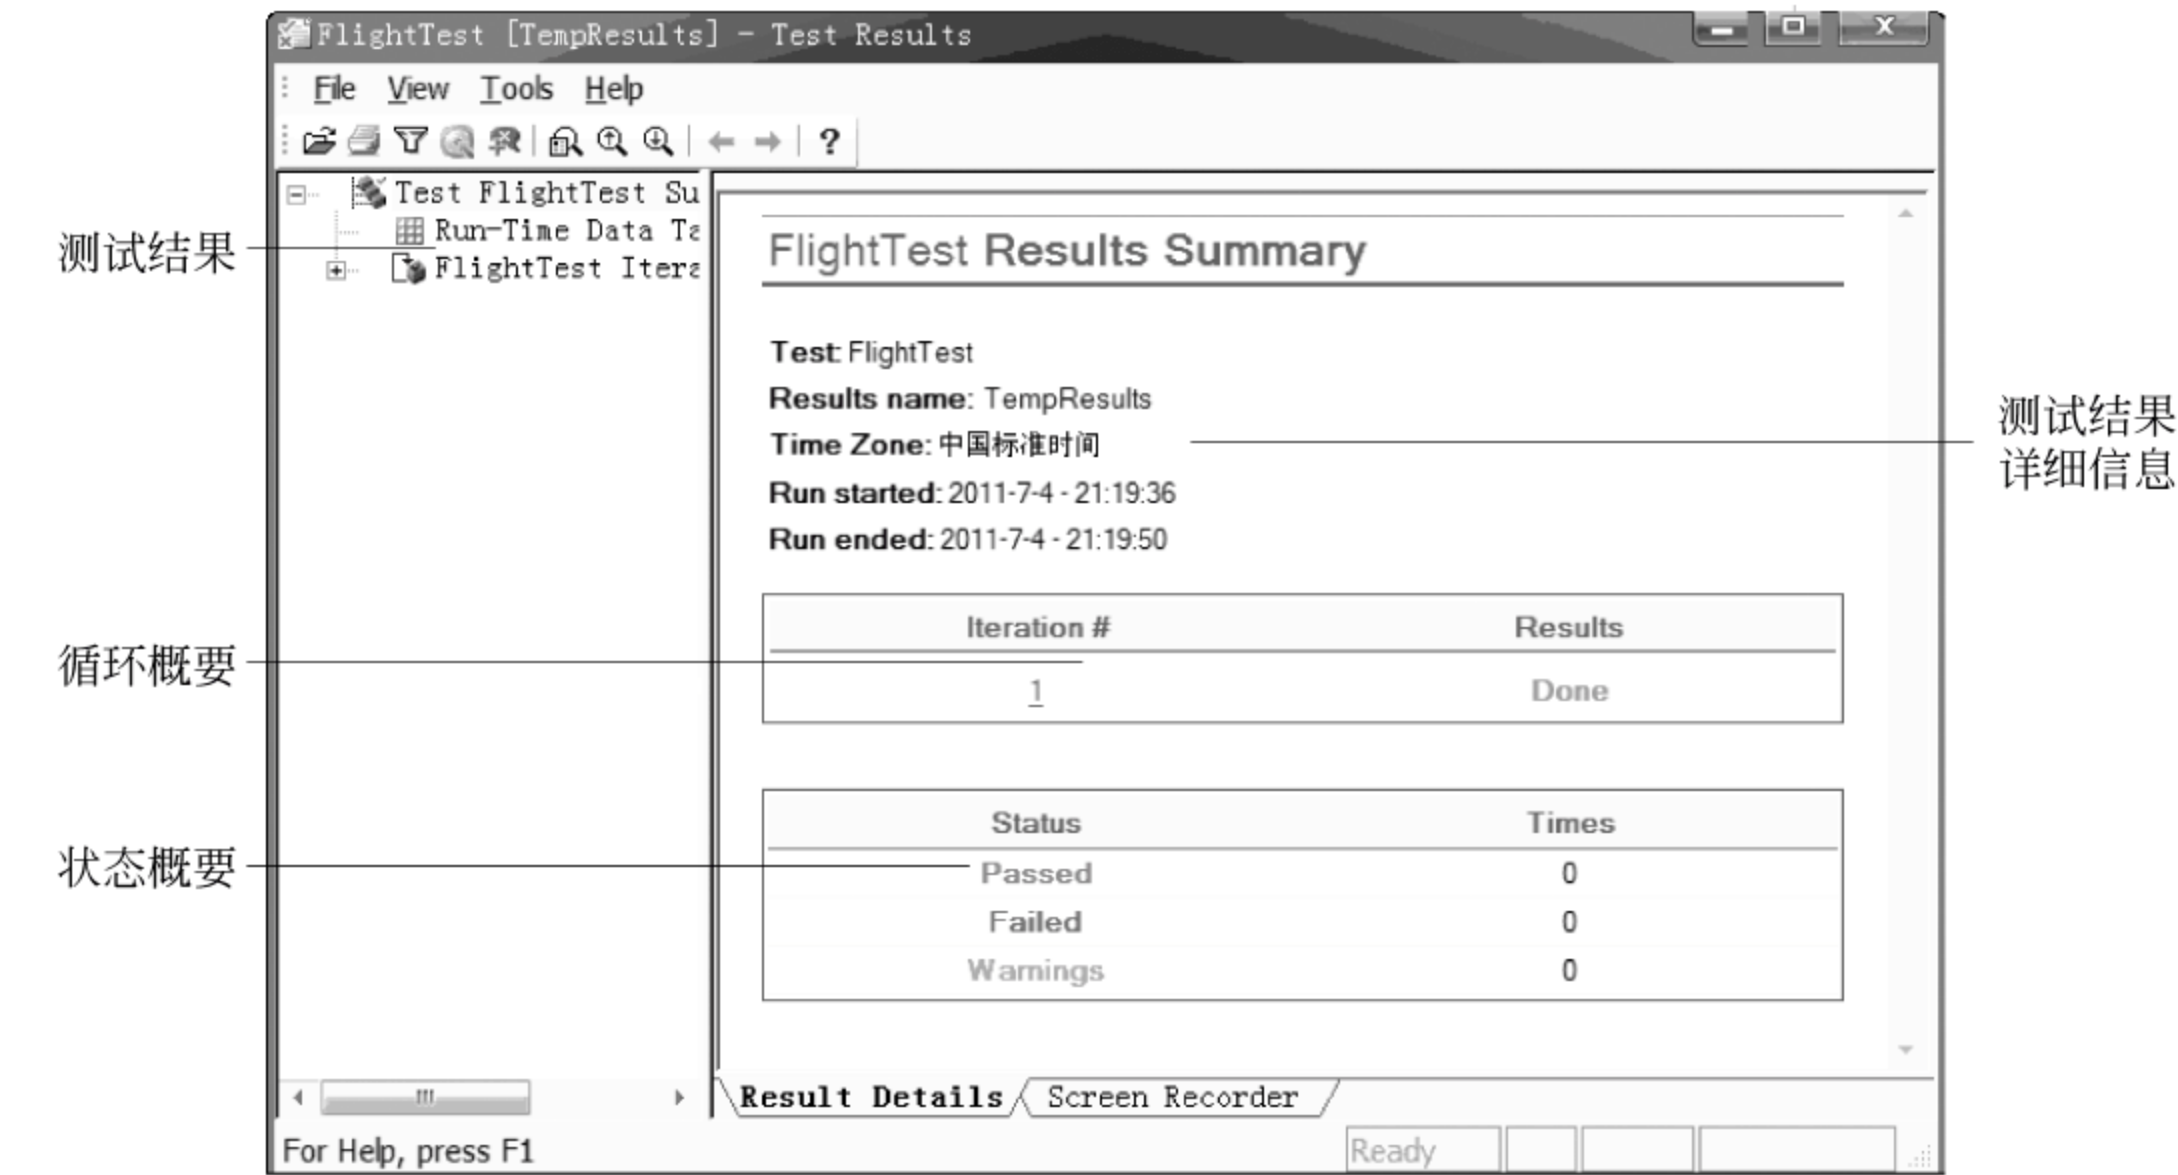 FlightTest [TempResults] - Test Results
File View Tools Help
Test FlightTest Su
Run-Time Data Ta
FlightTest Itera
测试结果
FlightTest Results Summary
Test: FlightTest
Results name: TempResults
Time Zone: 中国标准时间
Run started: 2011-7-4 - 21:19:36
Run ended: 2011-7-4 - 21:19:50
测试结果
详细信息
Iteration # Results
1 Done
循环概要
Status Times
Passed 0
Failed 0
Warnings 0
状态概要
Result Details Screen Recorder
For Help, press F1
Ready